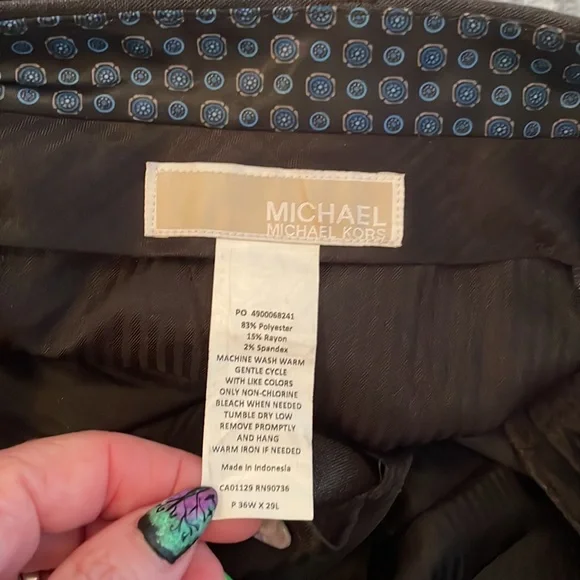 MICHAEL
MICHAEL KORS
PO 4900068241
83% Polyester
15% Rayon
2% Spandex
MACHINE WASH WARM
GENTLE CYCLE
WITH LIKE COLORS
ONLY NON-CHLORINE
BLEACH WHEN NEEDED
TUMBLE DRY LOW
REMOVE PROMPTLY
AND HANG
WARM IRON IF NEEDED
Made in Indonesia
CA01129 RN90736
P 36W X 29L